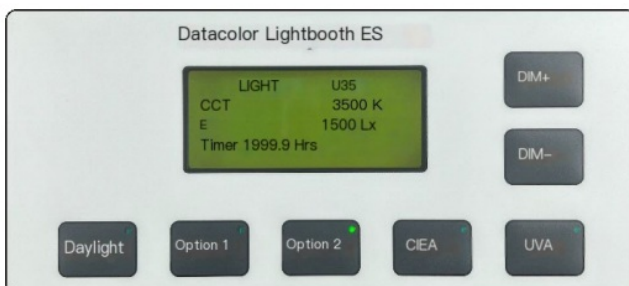 Datacolor Lightbooth ES
LIGHT U35
CCT 3500 K
E 1500 Lx
Timer 1999.9 Hrs
DIM+
DIM-
Daylight
Option 1
Option 2
CIEA
UVA